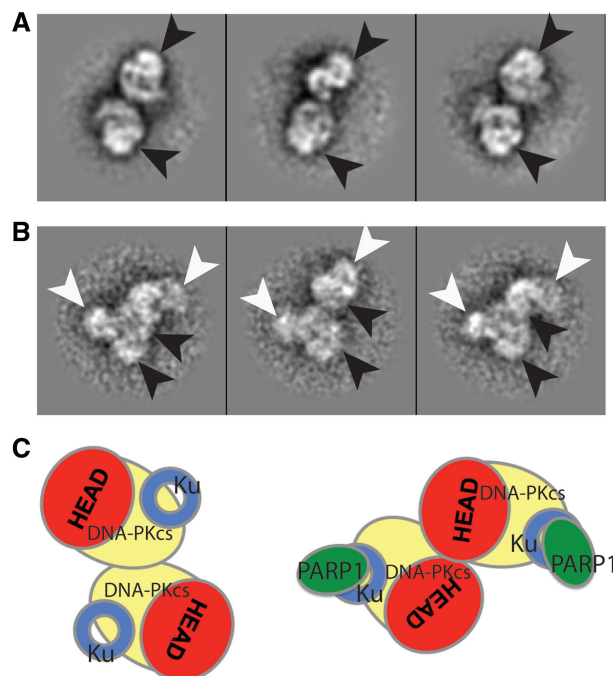 A
B
C
HEAD
Ku
DNA-PKcs
DNA-PKcs
Ku
HEAD
HEAD
DNA-PKcs
Ku
PARP1
PARP1
DNA-PKcs
Ku
HEAD